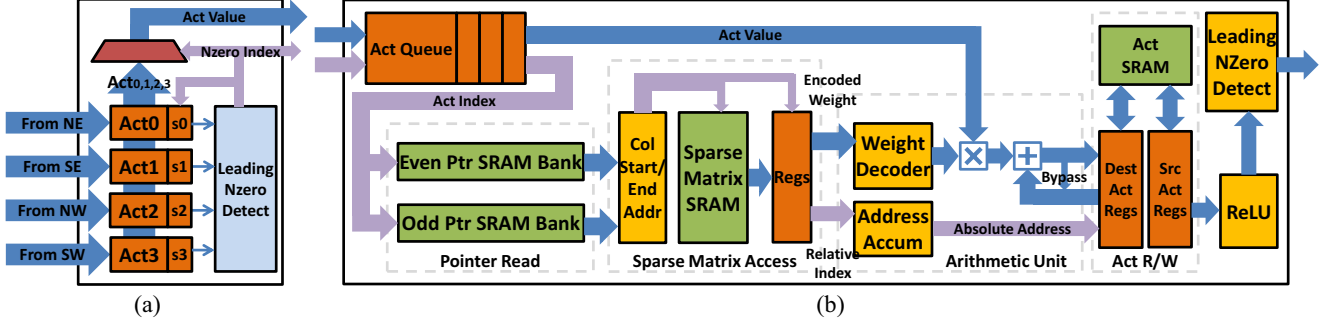 Act Value
Nzero Index
Act0,1,2,3
From NE
Act0
s0
From SE
Act1
s1
From NW
Act2
s2
From SW
Act3
s3
Leading
Nzero
Detect
(a)
Act Queue
Act Value
Act Index
Even Ptr SRAM Bank
Odd Ptr SRAM Bank
Pointer Read
Col
Start/
End
Addr
Sparse
Matrix
SRAM
Regs
Sparse Matrix Access
Encoded
Weight
Relative
Index
Weight
Decoder
Address
Accum
×
+
Bypass
Absolute Address
Arithmetic Unit
Act
SRAM
Dest
Act
Regs
Src
Act
Regs
Act R/W
Leading
NZero
Detect
ReLU
(b)